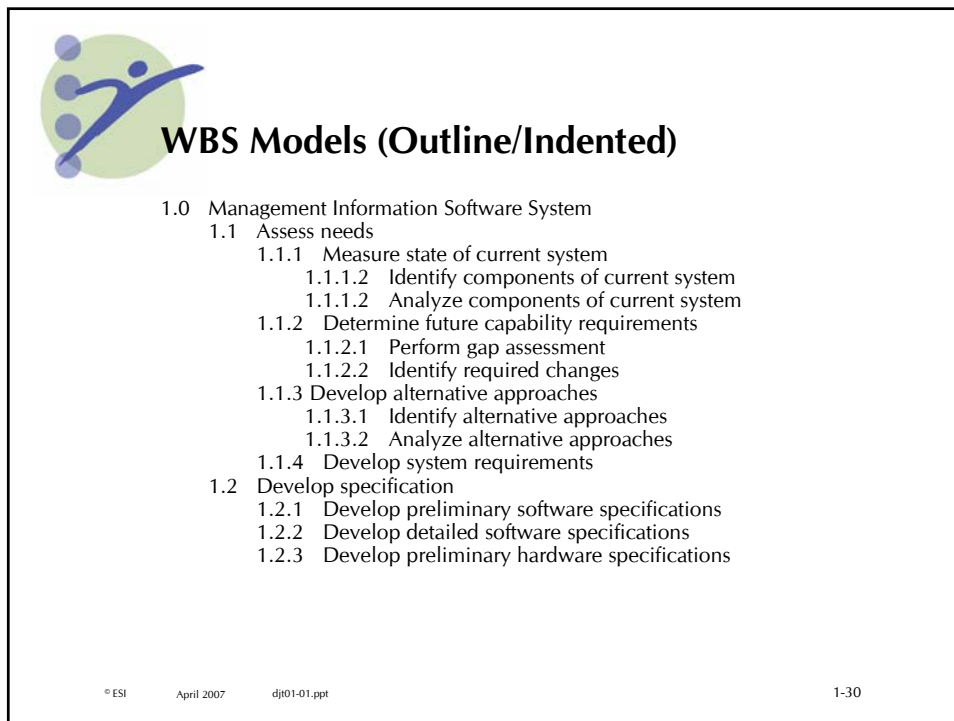 WBS Models (Outline/Indented)
1.0 Management Information Software System
1.1 Assess needs
1.1.1 Measure state of current system
1.1.1.2 Identify components of current system
1.1.1.2 Analyze components of current system
1.1.2 Determine future capability requirements
1.1.2.1 Perform gap assessment
1.1.2.2 Identify required changes
1.1.3 Develop alternative approaches
1.1.3.1 Identify alternative approaches
1.1.3.2 Analyze alternative approaches
1.1.4 Develop system requirements
1.2 Develop specification
1.2.1 Develop preliminary software specifications
1.2.2 Develop detailed software specifications
1.2.3 Develop preliminary hardware specifications
© ESI April 2007 djt01-01.ppt 1-30